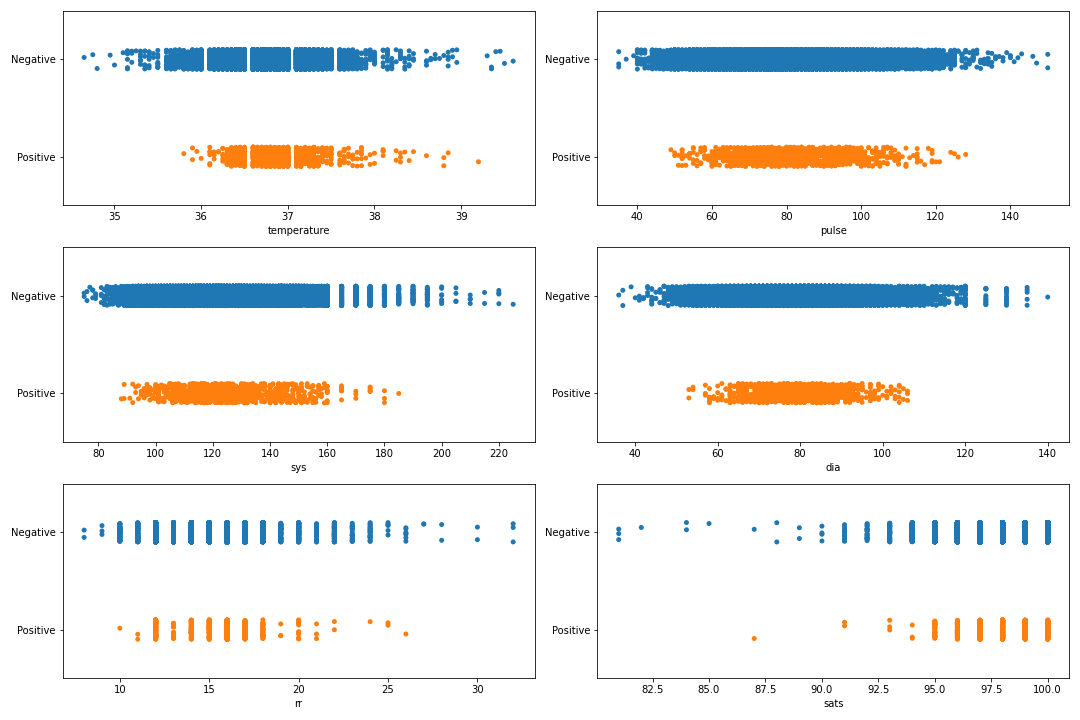 Negative
Positive
35 36 37 38 39
temperature
Negative
Positive
40 60 80 100 120 140
pulse
Negative
Positive
80 100 120 140 160 180 200 220
sys
Negative
Positive
40 60 80 100 120 140
dia
Negative
Positive
10 15 20 25 30
rr
Negative
Positive
82.5 85.0 87.5 90.0 92.5 95.0 97.5 100.0
sats